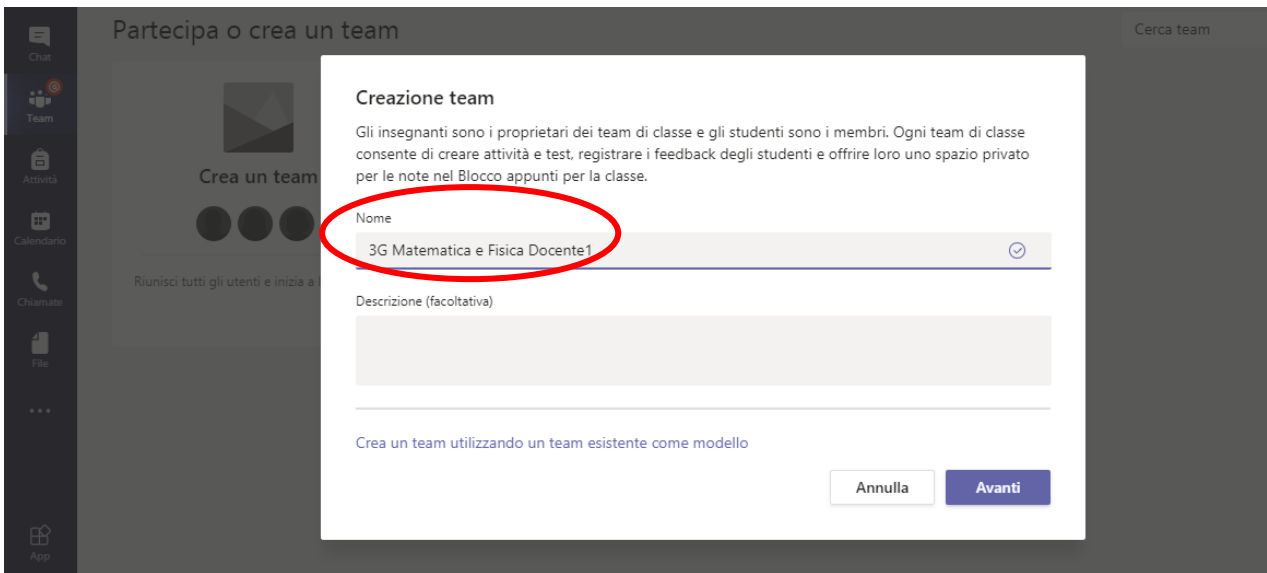 Chat
Team
Attività
Calendario
Chiamate
File
App
Partecipa o crea un team
Cerca team
Crea un team
Riunisci tutti gli utenti e inizia a
Creazione team
Gli insegnanti sono i proprietari dei team di classe e gli studenti sono i membri. Ogni team di classe
consente di creare attività e test, registrare i feedback degli studenti e offrire loro uno spazio privato
per le note nel Blocco appunti per la classe.
Nome
3G Matematica e Fisica Docente1
Descrizione (facoltativa)
Crea un team utilizzando un team esistente come modello
Annulla
Avanti